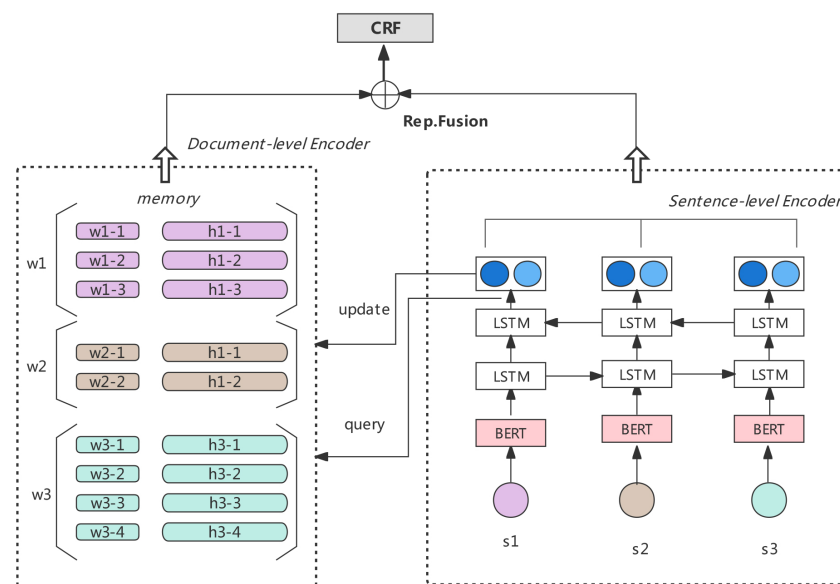 CRF
Rep.Fusion
Document-level Encoder
memory
Sentence-level Encoder
w1
w1-1 h1-1
w1-2 h1-2
w1-3 h1-3
w2
w2-1 h1-1
w2-2 h1-2
w3
w3-1 h3-1
w3-2 h3-2
w3-3 h3-3
w3-4 h3-4
update
query
LSTM LSTM LSTM
LSTM LSTM LSTM
BERT BERT BERT
s1 s2 s3